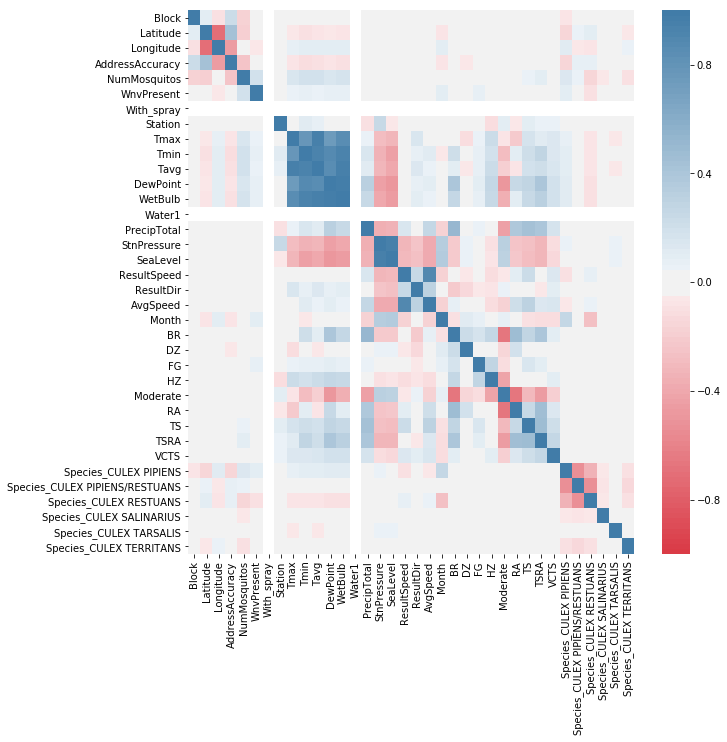 Block
Latitude
Longitude
AddressAccuracy
NumMosquitos
WnvPresent
With_spray
Station
Tmax
Tmin
Tavg
DewPoint
WetBulb
Water1
PrecipTotal
StnPressure
SeaLevel
ResultSpeed
ResultDir
AvgSpeed
Month
BR
DZ
FG
HZ
Moderate
RA
TS
TSRA
VCTS
Species_CULEX PIPIENS
Species_CULEX PIPIENS/RESTUANS
Species_CULEX RESTUANS
Species_CULEX SALINARIUS
Species_CULEX TARSALIS
Species_CULEX TERRITANS
Block
Latitude
Longitude
AddressAccuracy
NumMosquitos
WnvPresent
With_spray
Station
Tmax
Tmin
Tavg
DewPoint
WetBulb
Water1
PrecipTotal
StnPressure
SeaLevel
ResultSpeed
ResultDir
AvgSpeed
Month
BR
DZ
FG
HZ
Moderate
RA
TS
TSRA
VCTS
Species_CULEX PIPIENS
Species_CULEX PIPIENS/RESTUANS
Species_CULEX RESTUANS
Species_CULEX SALINARIUS
Species_CULEX TARSALIS
Species_CULEX TERRITANS
0.8
0.4
0.0
−0.4
−0.8